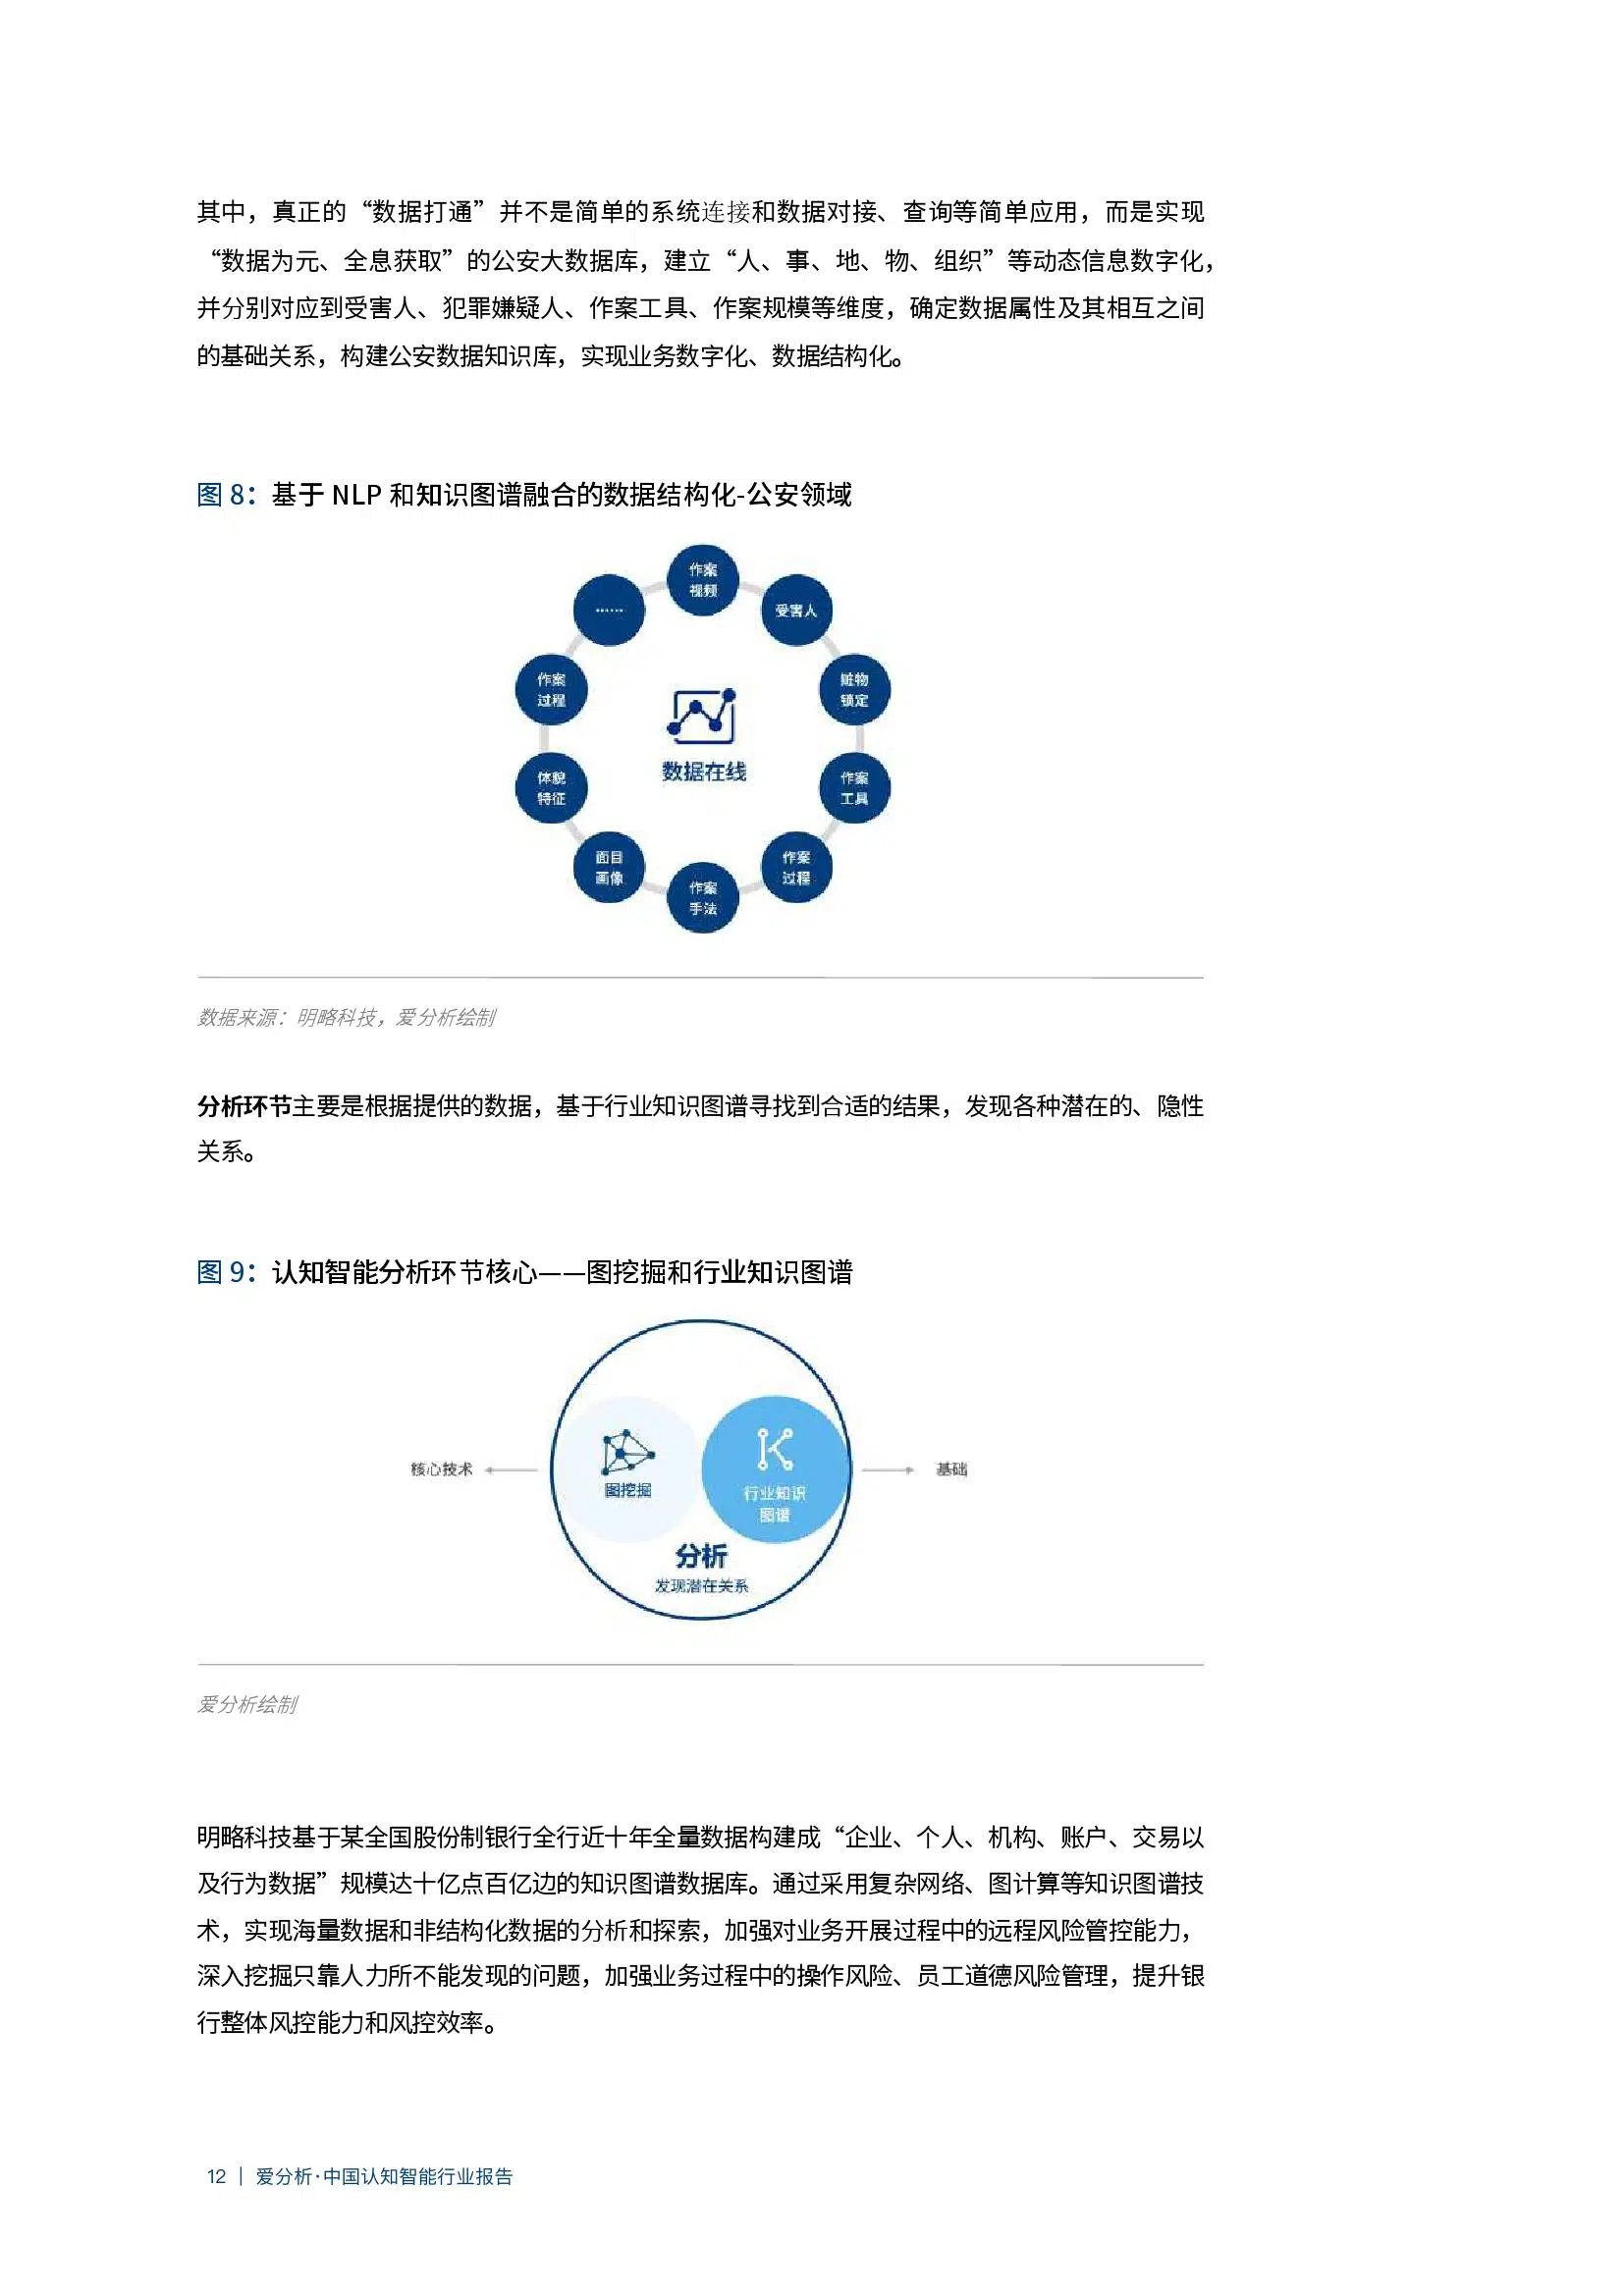 其中，真正的“数据打通”并不是简单的系统连接和数据对接、查询等简单应用，而是实现
“数据为元、全息获取”的公安大数据库，建立“人、事、地、物、组织”等动态信息数字化，
并分别对应到受害人、犯罪嫌疑人、作案工具、作案规模等维度，确定数据属性及其相互之间
的基础关系，构建公安数据知识库，实现业务数字化、数据结构化。
图 8：基于 NLP 和知识图谱融合的数据结构化-公安领域
作案
视频
······
受害人
作案
过程
赃物
锁定
数据在线
体貌
特征
作案
工具
面目
画像
作案
过程
作案
手法
数据来源：明略科技，爱分析绘制
分析环节主要是根据提供的数据，基于行业知识图谱寻找到合适的结果，发现各种潜在的、隐性
关系。
图 9：认知智能分析环节核心——图挖掘和行业知识图谱
核心技术
图挖掘
行业知识
图谱
基础
分析
发现潜在关系
爱分析绘制
明略科技基于某全国股份制银行全行近十年全量数据构建成“企业、个人、机构、账户、交易以
及行为数据”规模达十亿点百亿边的知识图谱数据库。通过采用复杂网络、图计算等知识图谱技
术，实现海量数据和非结构化数据的分析和探索，加强对业务开展过程中的远程风险管控能力，
深入挖掘只靠人力所不能发现的问题，加强业务过程中的操作风险、员工道德风险管理，提升银
行整体风控能力和风控效率。
12 | 爱分析·中国认知智能行业报告